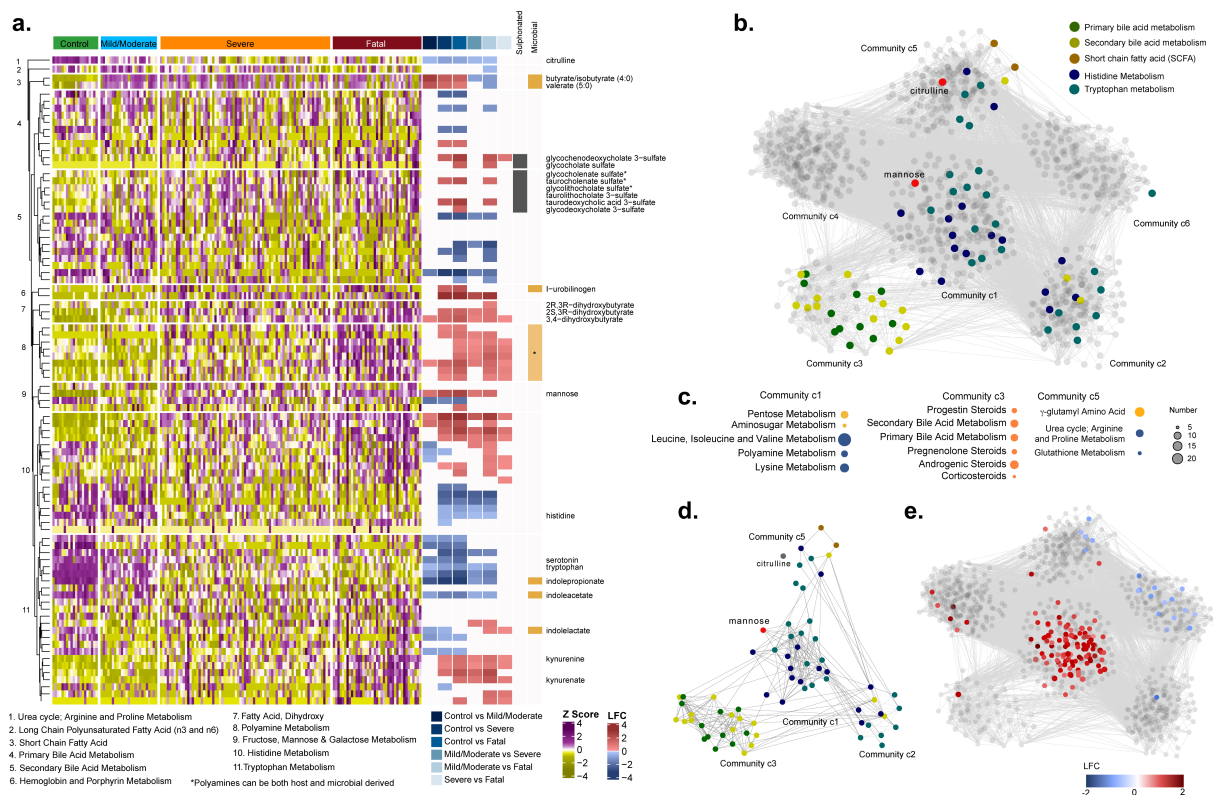 a.
Control
Mild/Moderate
Severe
Fatal
Sulphonated
Microbial
1
2
3
4
5
6
7
8
9
10
11
citrulline
butyrate/isobutyrate (4:0)
valerate (5:0)
glycochenodeoxycholate 3−sulfate
glycocholate sulfate
glycocholenate sulfate*
taurocholenate sulfate*
glycolithocholate sulfate*
taurolithocholate 3−sulfate
taurodeoxycholic acid 3−sulfate
glycodeoxycholate 3−sulfate
I−urobilinogen
2R,3R−dihydroxybutyrate
2S,3R−dihydroxybutyrate
3,4−dihydroxybutyrate
*
mannose
histidine
serotonin
tryptophan
indolepropionate
indoleacetate
indolelactate
kynurenine
kynurenate
1. Urea cycle; Arginine and Proline Metabolism
2. Long Chain Polyunsaturated Fatty Acid (n3 and n6)
3. Short Chain Fatty Acid
4. Primary Bile Acid Metabolism
5. Secondary Bile Acid Metabolism
6. Hemoglobin and Porphyrin Metabolism
7. Fatty Acid, Dihydroxy
8. Polyamine Metabolism
9. Fructose, Mannose & Galactose Metabolism
10. Histidine Metabolism
11.Tryptophan Metabolism
*Polyamines can be both host and microbial derived
Control vs Mild/Moderate
Control vs Severe
Control vs Fatal
Mild/Moderate vs Severe
Mild/Moderate vs Fatal
Severe vs Fatal
Z Score
4
2
0
−2
−4
LFC
4
2
0
−2
−4
b.
Community c5
citrulline
mannose
Community c4
Community c6
Community c1
Community c3
Community c2
Primary bile acid metabolism
Secondary bile acid metabolism
Short chain fatty acid (SCFA)
Histidine Metabolism
Tryptophan metabolism
c.
Community c1
Pentose Metabolism
Aminosugar Metabolism
Leucine, Isoleucine and Valine Metabolism
Polyamine Metabolism
Lysine Metabolism
Community c3
Progestin Steroids
Secondary Bile Acid Metabolism
Primary Bile Acid Metabolism
Pregnenolone Steroids
Androgenic Steroids
Corticosteroids
Community c5
γ-glutamyl Amino Acid
Urea cycle; Arginine
and Proline Metabolism
Glutathione Metabolism
Number
5
10
15
20
d.
Community c5
citrulline
mannose
Community c1
Community c3
Community c2
e.
LFC
-2
0
2